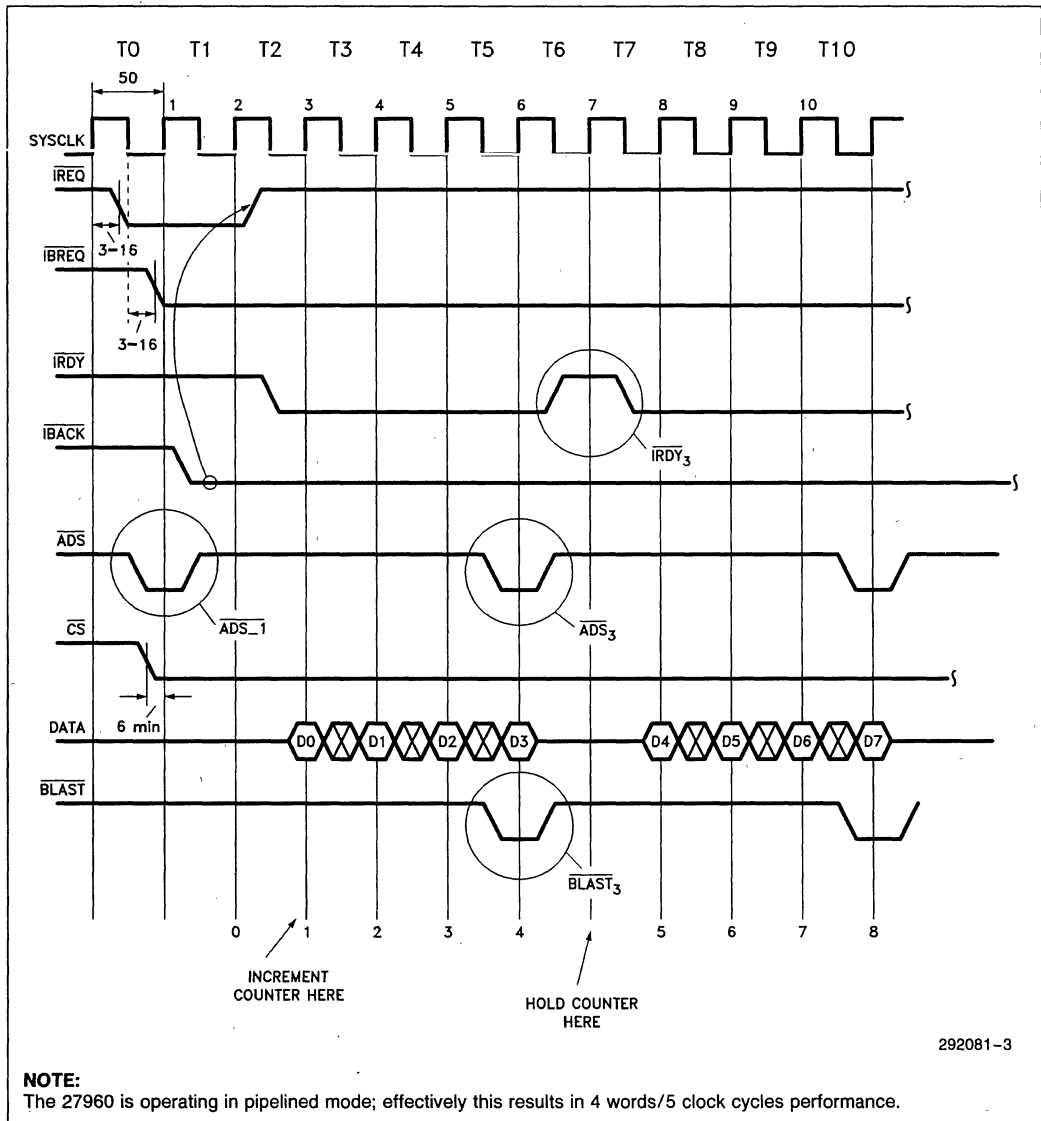 T0 T1 T2 T3 T4 T5 T6 T7 T8 T9 T10
50
1 2 3 4 5 6 7 8 9 10
SYSCLK
IREQ
3-16
IBREQ
3-16
IRDY
IRDY3
IBACK
ADS
ADS_1
ADS3
CS
6 min
DATA
D0 D1 D2 D3 D4 D5 D6 D7
BLAST
BLAST3
0 1 2 3 4 5 6 7 8
INCREMENT
COUNTER HERE
HOLD COUNTER
HERE
292081-3
NOTE:
The 27960 is operating in pipelined mode; effectively this results in 4 words/5 clock cycles performance.